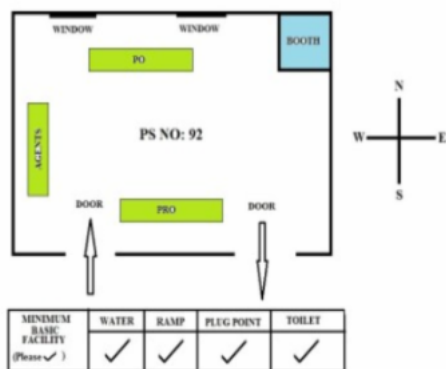 WINDOW
WINDOW
BOOTH
PO
AGENTS
PS NO: 92
N
W
E
S
DOOR
PRO
DOOR
MINIMUM BASIC FACILITY (Please ✓)
WATER
RAMP
PLUG POINT
TOILET
✓
✓
✓
✓